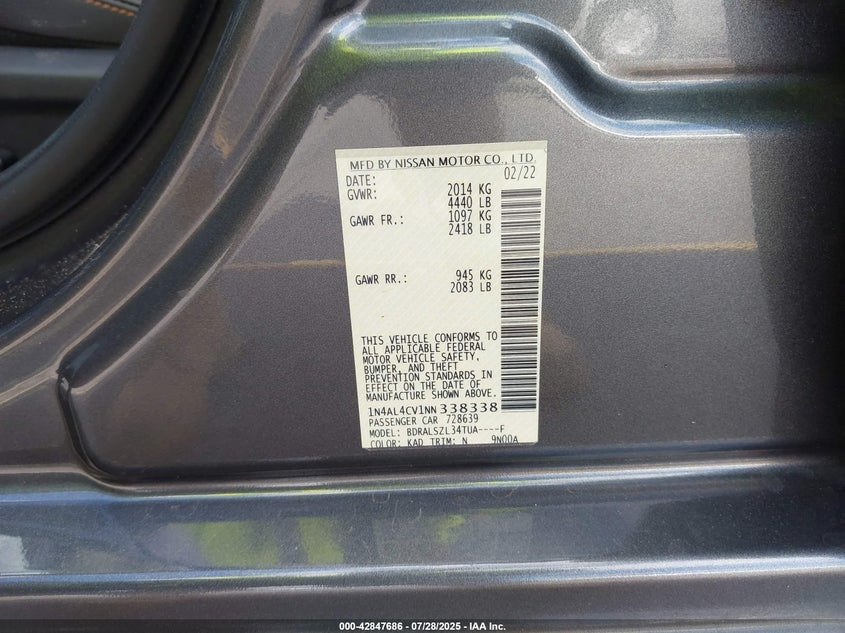 MFD BY NISSAN MOTOR CO., LTD.
DATE: 02/22
GVWR: 2014 KG
4440 LB
GAWR FR.: 1097 KG
2418 LB
GAWR RR.: 945 KG
2083 LB
THIS VEHICLE CONFORMS TO
ALL APPLICABLE FEDERAL
MOTOR VEHICLE SAFETY,
BUMPER, AND THEFT
PREVENTION STANDARDS IN
EFFECT ON THE DATE OF
MANUFACTURE SHOWN ABOVE.
1N4AL4CV1NN338338
PASSENGER CAR 728639
MODEL: BDRALSZL34TUA----F
COLOR: KAD TRIM: N 9N00A
000-42847686 / 07/28/2025 - IAA Inc.